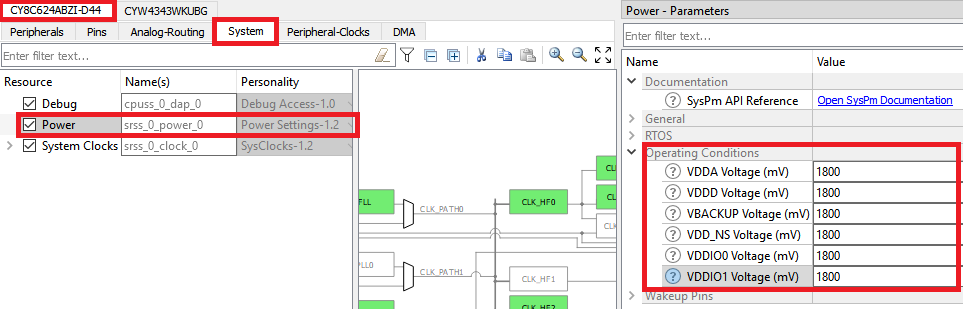 CY8C624ABZI-D44 CYW4343WKUBG
Peripherals Pins Analog-Routing System Peripheral-Clocks DMA
Enter filter text...
Resource Name(s) Personality
Debug cpuss_0_dap_0 Debug Access-1.0
Power srss_0_power_0 Power Settings-1.2
System Clocks srss_0_clock_0 SysClocks-1.2
FLL CLK_PATH0 CLK_HF0
PLL0 CLK_PATH1 CLK_HF1
CLK_HF2
Power - Parameters
Enter filter text...
Name Value
Documentation
? SysPm API Reference Open SysPm Documentation
General
RTOS
Operating Conditions
? VDDA Voltage (mV) 1800
? VDDD Voltage (mV) 1800
? VBACKUP Voltage (mV) 1800
? VDD_NS Voltage (mV) 1800
? VDDIO0 Voltage (mV) 1800
? VDDIO1 Voltage (mV) 1800
Wakeup Pins